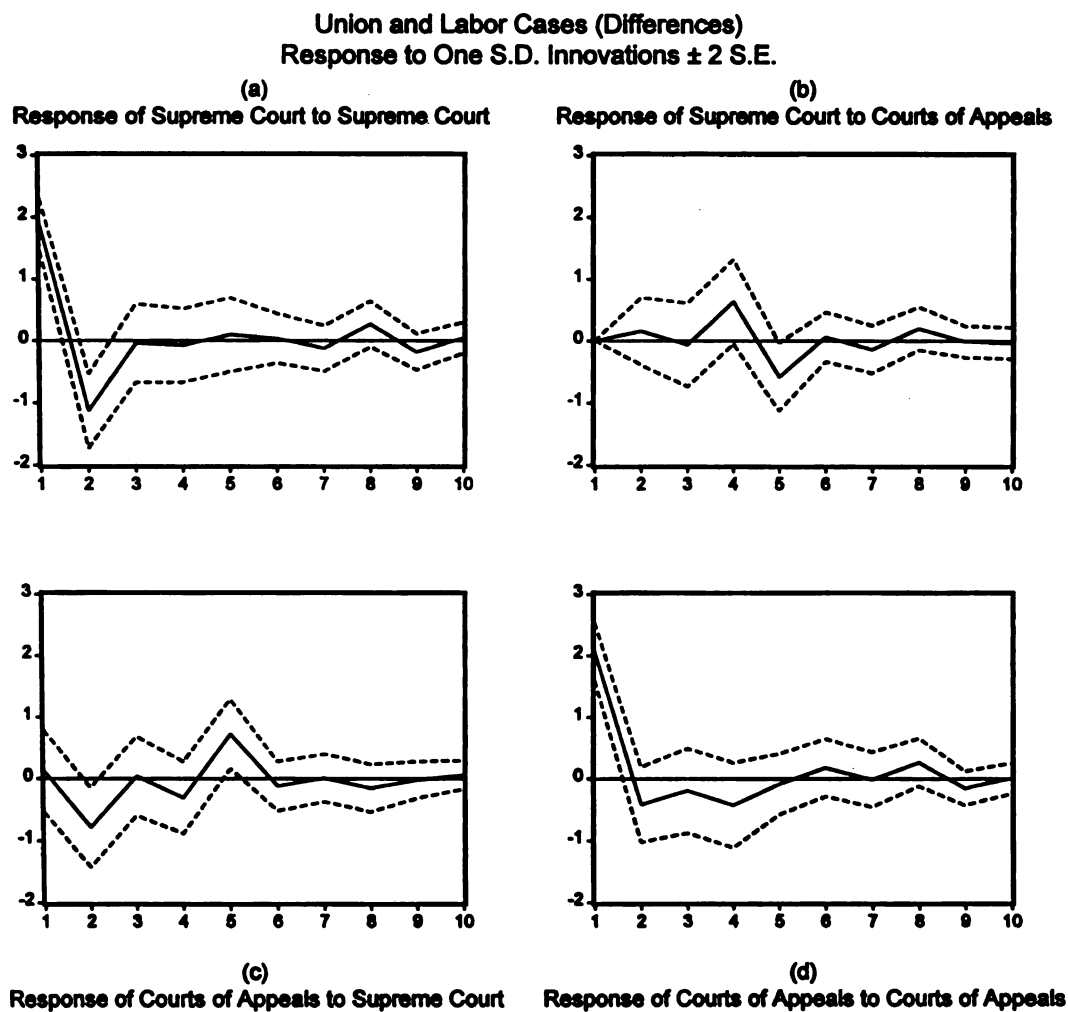 Union and Labor Cases (Differences)
Response to One S.D. Innovations ± 2 S.E.
(a)
Response of Supreme Court to Supreme Court
3
2
1
0
-1
-2
1 2 3 4 5 6 7 8 9 10
(b)
Response of Supreme Court to Courts of Appeals
3
2
1
0
-1
-2
1 2 3 4 5 6 7 8 9 10
3
2
1
0
-1
-2
1 2 3 4 5 6 7 8 9 10
(c)
Response of Courts of Appeals to Supreme Court
3
2
1
0
-1
-2
1 2 3 4 5 6 7 8 9 10
(d)
Response of Courts of Appeals to Courts of Appeals